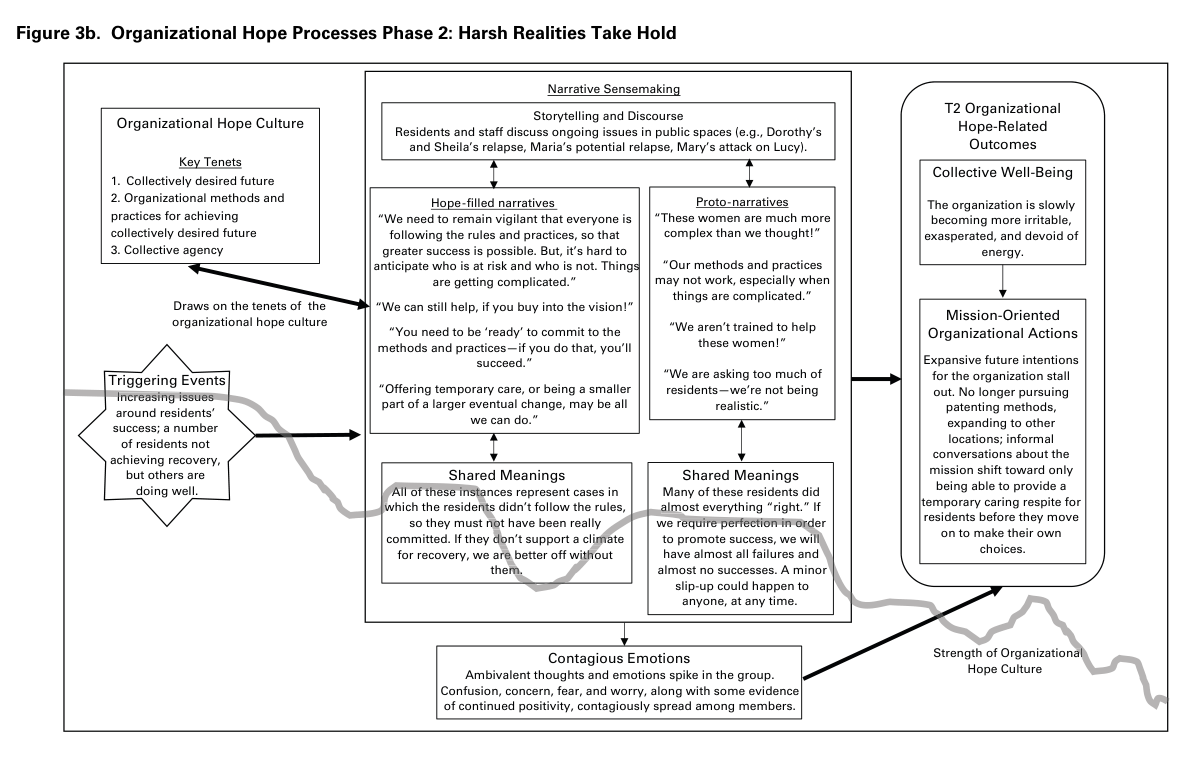 Figure 3b. Organizational Hope Processes Phase 2: Harsh Realities Take Hold
Organizational Hope Culture
Key Tenets
1. Collectively desired future
2. Organizational methods and
practices for achieving
collectively desired future
3. Collective agency
Draws on the tenets of the
organizational hope culture
Triggering Events
Increasing issues
around residents’
success; a number
of residents not
achieving recovery,
but others are
doing well.
Narrative Sensemaking
Storytelling and Discourse
Residents and staff discuss ongoing issues in public spaces (e.g., Dorothy’s
and Sheila’s relapse, Maria’s potential relapse, Mary’s attack on Lucy).
Hope-filled narratives
“We need to remain vigilant that everyone is
following the rules and practices, so that
greater success is possible. But, it’s hard to
anticipate who is at risk and who is not. Things
are getting complicated.”
“We can still help, if you buy into the vision!”
“You need to be ‘ready’ to commit to the
methods and practices—if you do that, you’ll
succeed.”
“Offering temporary care, or being a smaller
part of a larger eventual change, may be all
we can do.”
Proto-narratives
“These women are much more
complex than we thought!”
“Our methods and practices
may not work, especially when
things are complicated.”
“We aren’t trained to help
these women!”
“We are asking too much of
residents—we’re not being
realistic.”
Shared Meanings
All of these instances represent cases in
which the residents didn’t follow the rules,
so they must not have been really
committed. If they don’t support a climate
for recovery, we are better off without
them.
Shared Meanings
Many of these residents did
almost everything “right.” If
we require perfection in order
to promote success, we will
have almost all failures and
almost no successes. A minor
slip-up could happen to
anyone, at any time.
Contagious Emotions
Ambivalent thoughts and emotions spike in the group.
Confusion, concern, fear, and worry, along with some evidence
of continued positivity, contagiously spread among members.
T2 Organizational
Hope-Related
Outcomes
Collective Well-Being
The organization is slowly
becoming more irritable,
exasperated, and devoid of
energy.
Mission-Oriented
Organizational Actions
Expansive future intentions
for the organization stall
out. No longer pursuing
patenting methods,
expanding to other
locations; informal
conversations about the
mission shift toward only
being able to provide a
temporary caring respite for
residents before they move
on to make their own
choices.
Strength of Organizational
Hope Culture